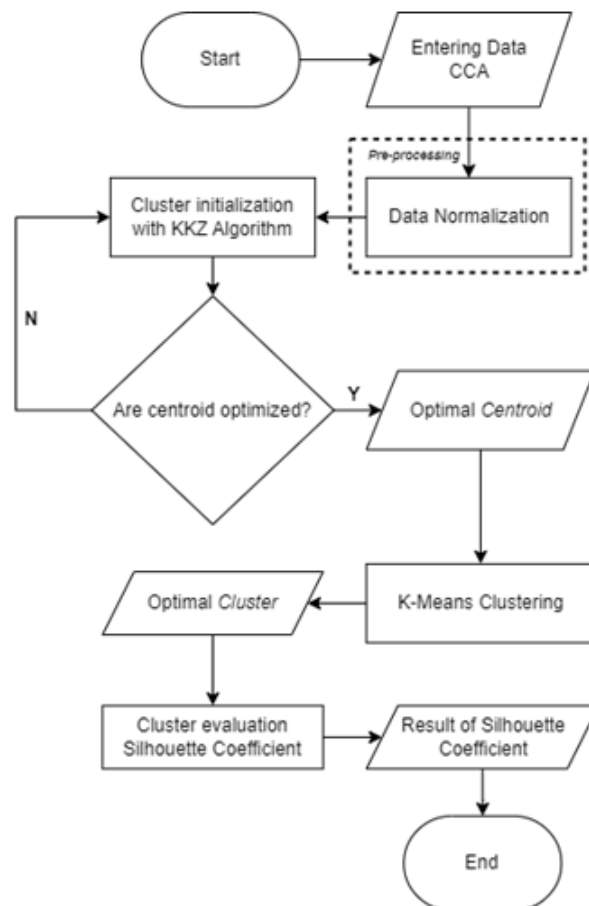 Start
Entering Data
CCA
Pre-processing
Data Normalization
Cluster initialization
with KKZ Algorithm
N
Are centroid optimized?
Y
Optimal Centroid
K-Means Clustering
Optimal Cluster
Cluster evaluation
Silhouette Coefficient
Result of Silhouette
Coefficient
End